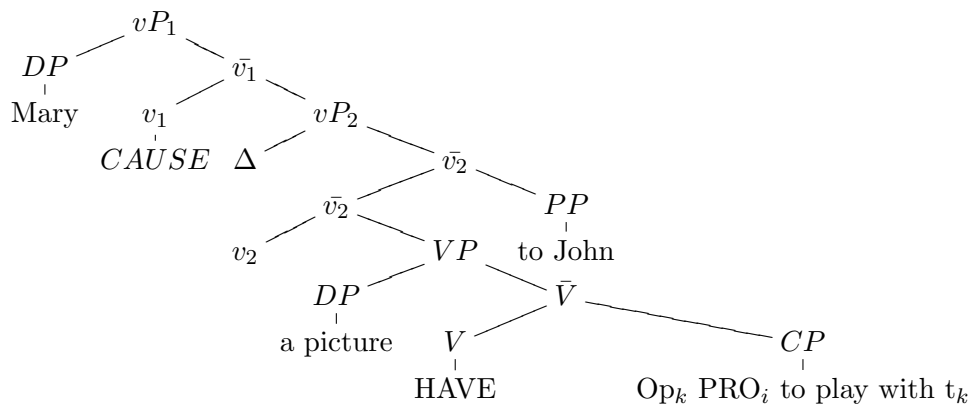 vP₁
DP v̄₁
Mary v₁ vP₂
CAUSE Δ v̄₂
v̄₂ PP
v₂ VP to John
DP V̄
a picture V CP
HAVE Opₖ PROᵢ to play with tₖ